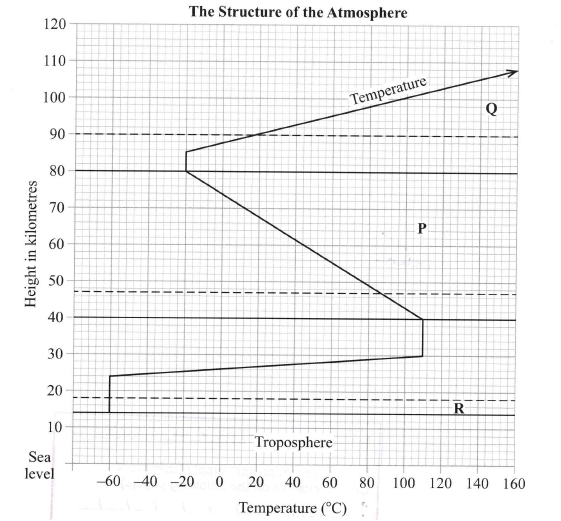 The Structure of the Atmosphere
120
110
100
90
80
70
60
50
40
30
20
10
Sea
level
Height in kilometres
Temperature
Q
P
R
Troposphere
−60 −40 −20 0 20 40 60 80 100 120 140 160
Temperature (°C)